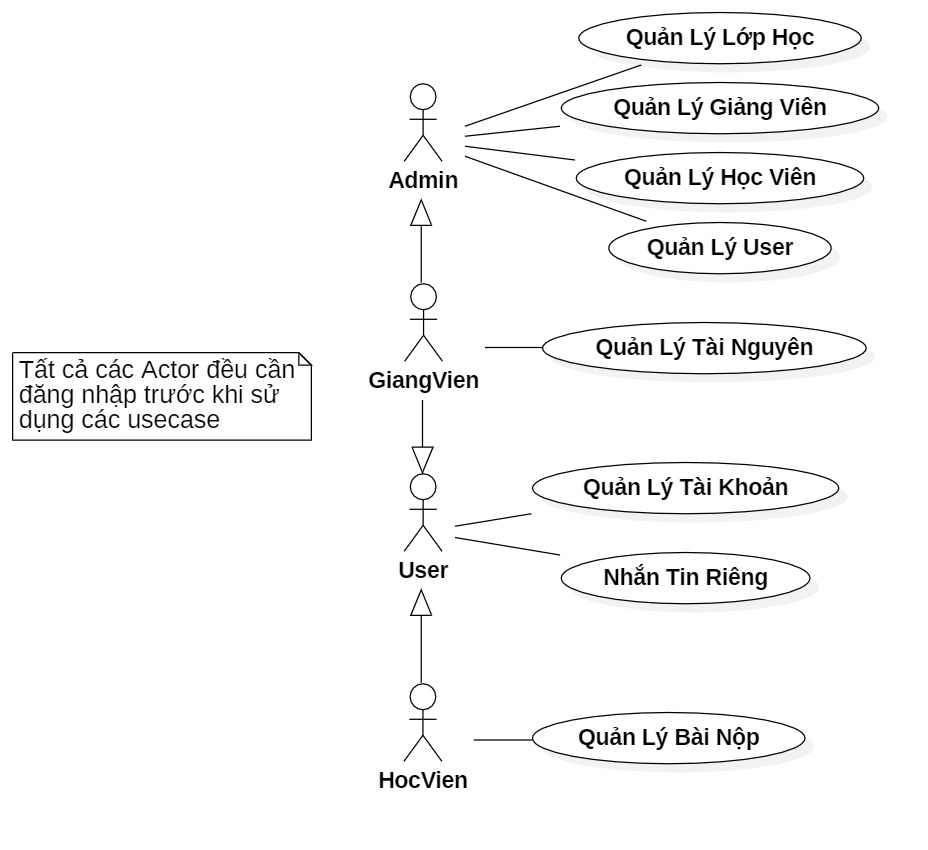 Quản Lý Lớp Học
Quản Lý Giảng Viên
Admin
Quản Lý Học Viên
Quản Lý User
Quản Lý Tài Nguyên
GiangVien
Tất cả các Actor đều cần
đăng nhập trước khi sử
dụng các usecase
Quản Lý Tài Khoản
User
Nhắn Tin Riêng
Quản Lý Bài Nộp
HocVien